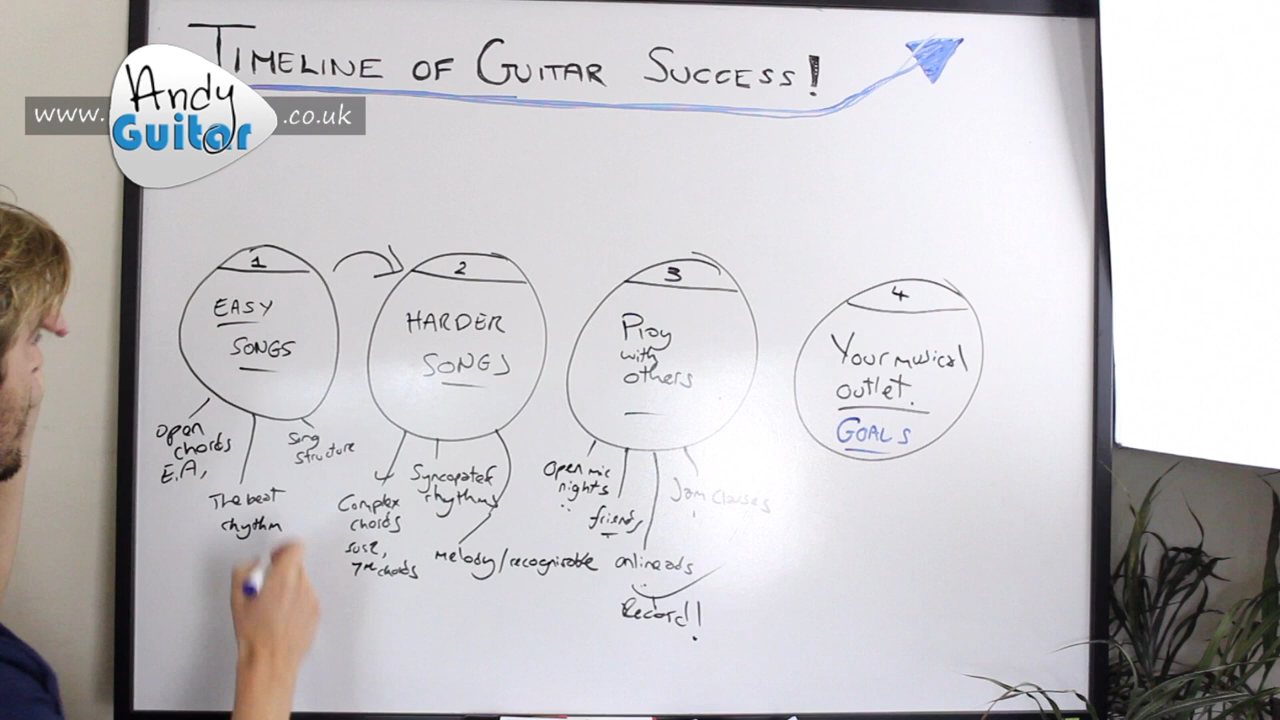 TIMELINE OF GUITAR SUCCESS!
www.
Andy
Guitar
.co.uk
1
EASY
SONGS
Open
chords
E.A,
The beat
rhythm
Song
structure
2
HARDER
SONGS
Complex
chords
sus2,
7th chords
Syncopated
rhythms
melody/recognisable
3
Play
with
others
Open mic
nights
friends
online ads
Jam classes
Record!
4
Your musical
outlet.
GOALS